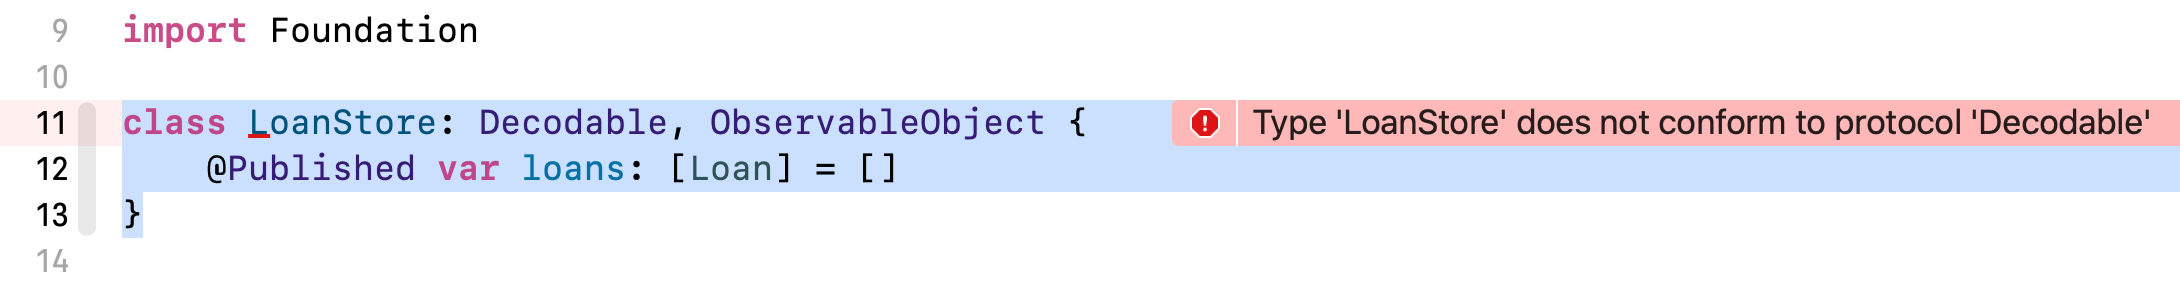 9 import Foundation
10
11 class LoanStore: Decodable, ObservableObject { Type 'LoanStore' does not conform to protocol 'Decodable'
12 @Published var loans: [Loan] = []
13 }
14